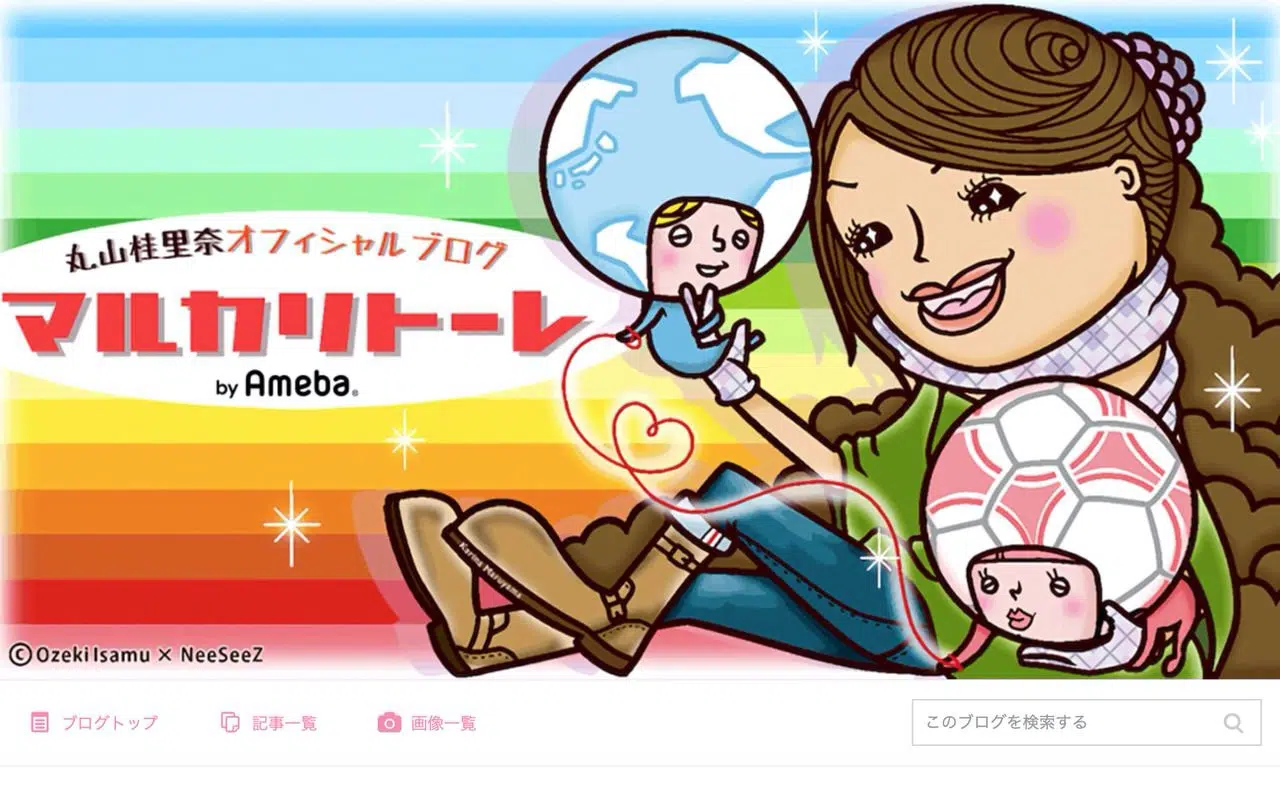 丸山桂里奈オフィシャルブログ
マルカリトーレ
by Ameba®
Karina Maruyama
©Ozeki Isamu × NeeSeeZ
ブログトップ
記事一覧
画像一覧
このブログを検索する